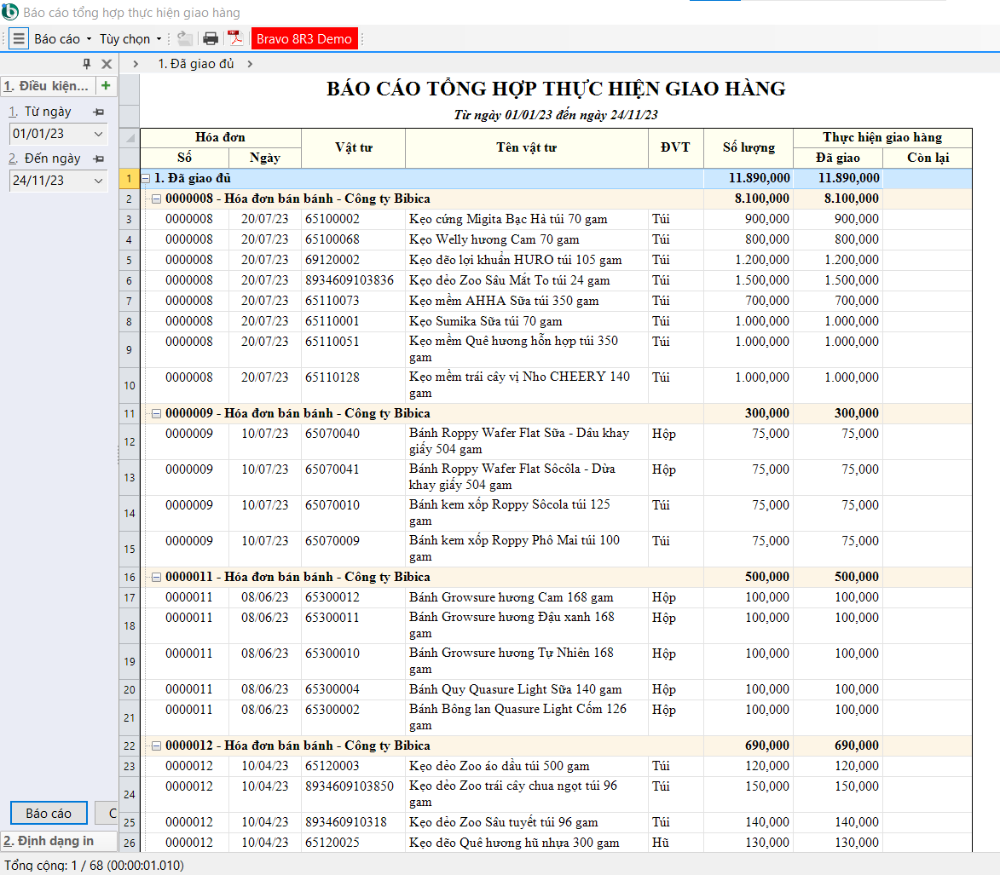 Báo cáo tổng hợp thực hiện giao hàng
Báo cáo Tùy chọn Bravo 8R3 Demo
1. Điều kiện... +
1. Từ ngày
01/01/23
2. Đến ngày
24/11/23
1. Đã giao đủ
BÁO CÁO TỔNG HỢP THỰC HIỆN GIAO HÀNG
Từ ngày 01/01/23 đến ngày 24/11/23
Hóa đơn Vật tư Tên vật tư ĐVT Số lượng Thực hiện giao hàng
Số Ngày Đã giao Còn lại
1 1. Đã giao đủ 11.890,000 11.890,000
2 0000008 - Hóa đơn bán bánh - Công ty Bibica 8.100,000 8.100,000
3 0000008 20/07/23 65100002 Kẹo cứng Migita Bạc Hà túi 70 gam Túi 900,000 900,000
4 0000008 20/07/23 65100068 Kẹo Welly hương Cam 70 gam Túi 800,000 800,000
5 0000008 20/07/23 69120002 Kẹo dẽo lợi khuẩn HURO túi 105 gam Túi 1.200,000 1.200,000
6 0000008 20/07/23 8934609103836 Kẹo dẻo Zoo Sâu Mắt To túi 24 gam Túi 1.500,000 1.500,000
7 0000008 20/07/23 65110073 Kẹo mềm AHHA Sữa túi 350 gam Túi 700,000 700,000
8 0000008 20/07/23 65110001 Kẹo Sumika Sữa túi 70 gam Túi 1.000,000 1.000,000
9 0000008 20/07/23 65110051 Kẹo mềm Quê hương hỗn hợp túi 350 Túi 1.000,000 1.000,000
gam
10 0000008 20/07/23 65110128 Kẹo mềm trái cây vị Nho CHEERY 140 Túi 1.000,000 1.000,000
gam
11 0000009 - Hóa đơn bán bánh - Công ty Bibica 300,000 300,000
12 0000009 10/07/23 65070040 Bánh Roppy Wafer Flat Sữa - Dâu khay Hộp 75,000 75,000
giấy 504 gam
13 0000009 10/07/23 65070041 Bánh Roppy Wafer Flat Sôcôla - Dừa Hộp 75,000 75,000
khay giấy 504 gam
14 0000009 10/07/23 65070010 Bánh kem xốp Roppy Sôcola túi 125 Túi 75,000 75,000
gam
15 0000009 10/07/23 65070009 Bánh kem xốp Roppy Phô Mai túi 100 Túi 75,000 75,000
gam
16 0000011 - Hóa đơn bán bánh - Công ty Bibica 500,000 500,000
17 0000011 08/06/23 65300012 Bánh Growsure hương Cam 168 gam Hộp 100,000 100,000
18 0000011 08/06/23 65300011 Bánh Growsure hương Đậu xanh 168 Hộp 100,000 100,000
gam
19 0000011 08/06/23 65300010 Bánh Growsure hương Tự Nhiên 168 Hộp 100,000 100,000
gam
20 0000011 08/06/23 65300004 Bánh Quy Quasure Light Sữa 140 gam Hộp 100,000 100,000
21 0000011 08/06/23 65300002 Bánh Bông lan Quasure Light Cốm 126 Hộp 100,000 100,000
gam
22 0000012 - Hóa đơn bán bánh - Công ty Bibica 690,000 690,000
23 0000012 10/04/23 65120003 Kẹo dẻo Zoo áo dầu túi 500 gam Túi 120,000 120,000
24 0000012 10/04/23 8934609103850 Kẹo dẻo Zoo trái cây chua ngọt túi 96 Túi 150,000 150,000
gam
25 0000012 10/04/23 893460910318 Kẹo dẻo Zoo Sâu tuyết túi 96 gam Túi 140,000 140,000
26 0000012 10/04/23 65120025 Kẹo dẽo Quê hương hũ nhựa 300 gam Hũ 130,000 130,000
Báo cáo C
2. Định dạng in
Tổng cộng: 1 / 68 (00:00:01.010)